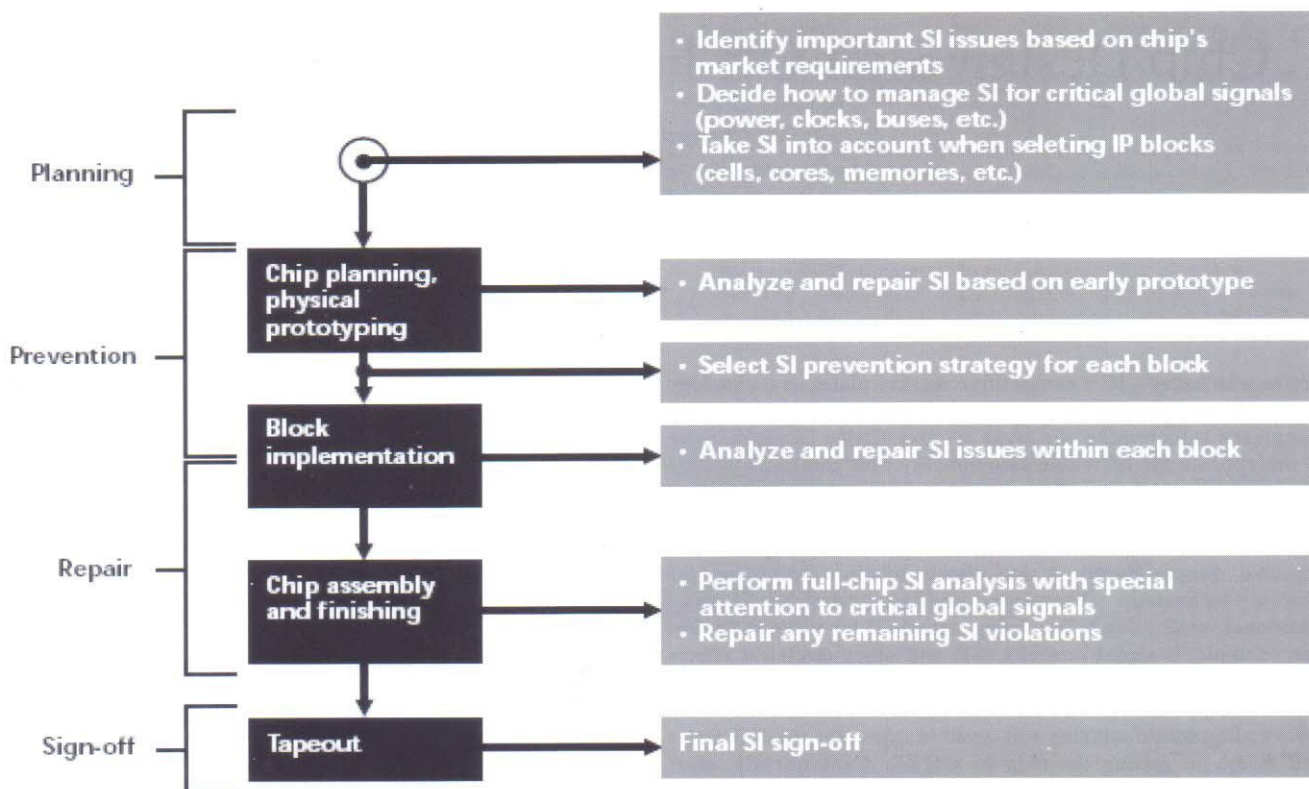 • Identify important SI issues based on chip's
market requirements
• Decide how to manage SI for critical global signals
(power, clocks, buses, etc.)
• Take SI into account when seleting IP blocks
(cells, cores, memories, etc.)
Planning
Chip planning,
physical
prototyping
• Analyze and repair SI based on early prototype
Prevention
• Select SI prevention strategy for each block
Block
implementation
• Analyze and repair SI issues within each block
Repair
Chip assembly
and finishing
• Perform full-chip SI analysis with special
attention to critical global signals
• Repair any remaining SI violations
Sign-off
Tapeout
Final SI sign-off